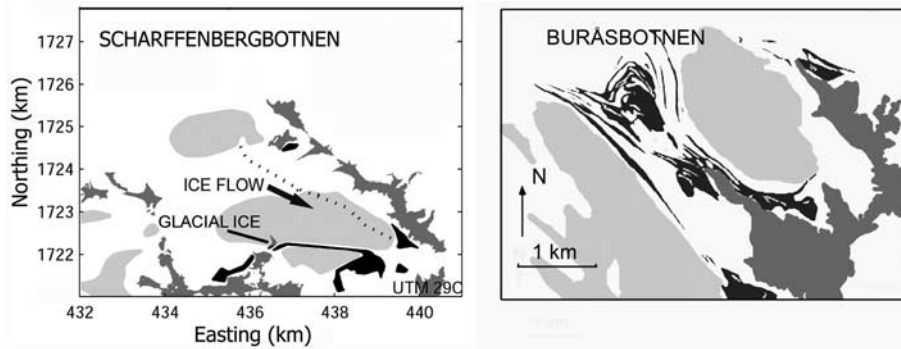 SCHARFFENBERGBOTNEN
1727
1726
1725
1724
1723
1722
Northing (km)
ICE FLOW
GLACIAL ICE
UTM 29C
432
434
436
438
440
Easting (km)
BURÅSBOTNEN
N
1 km